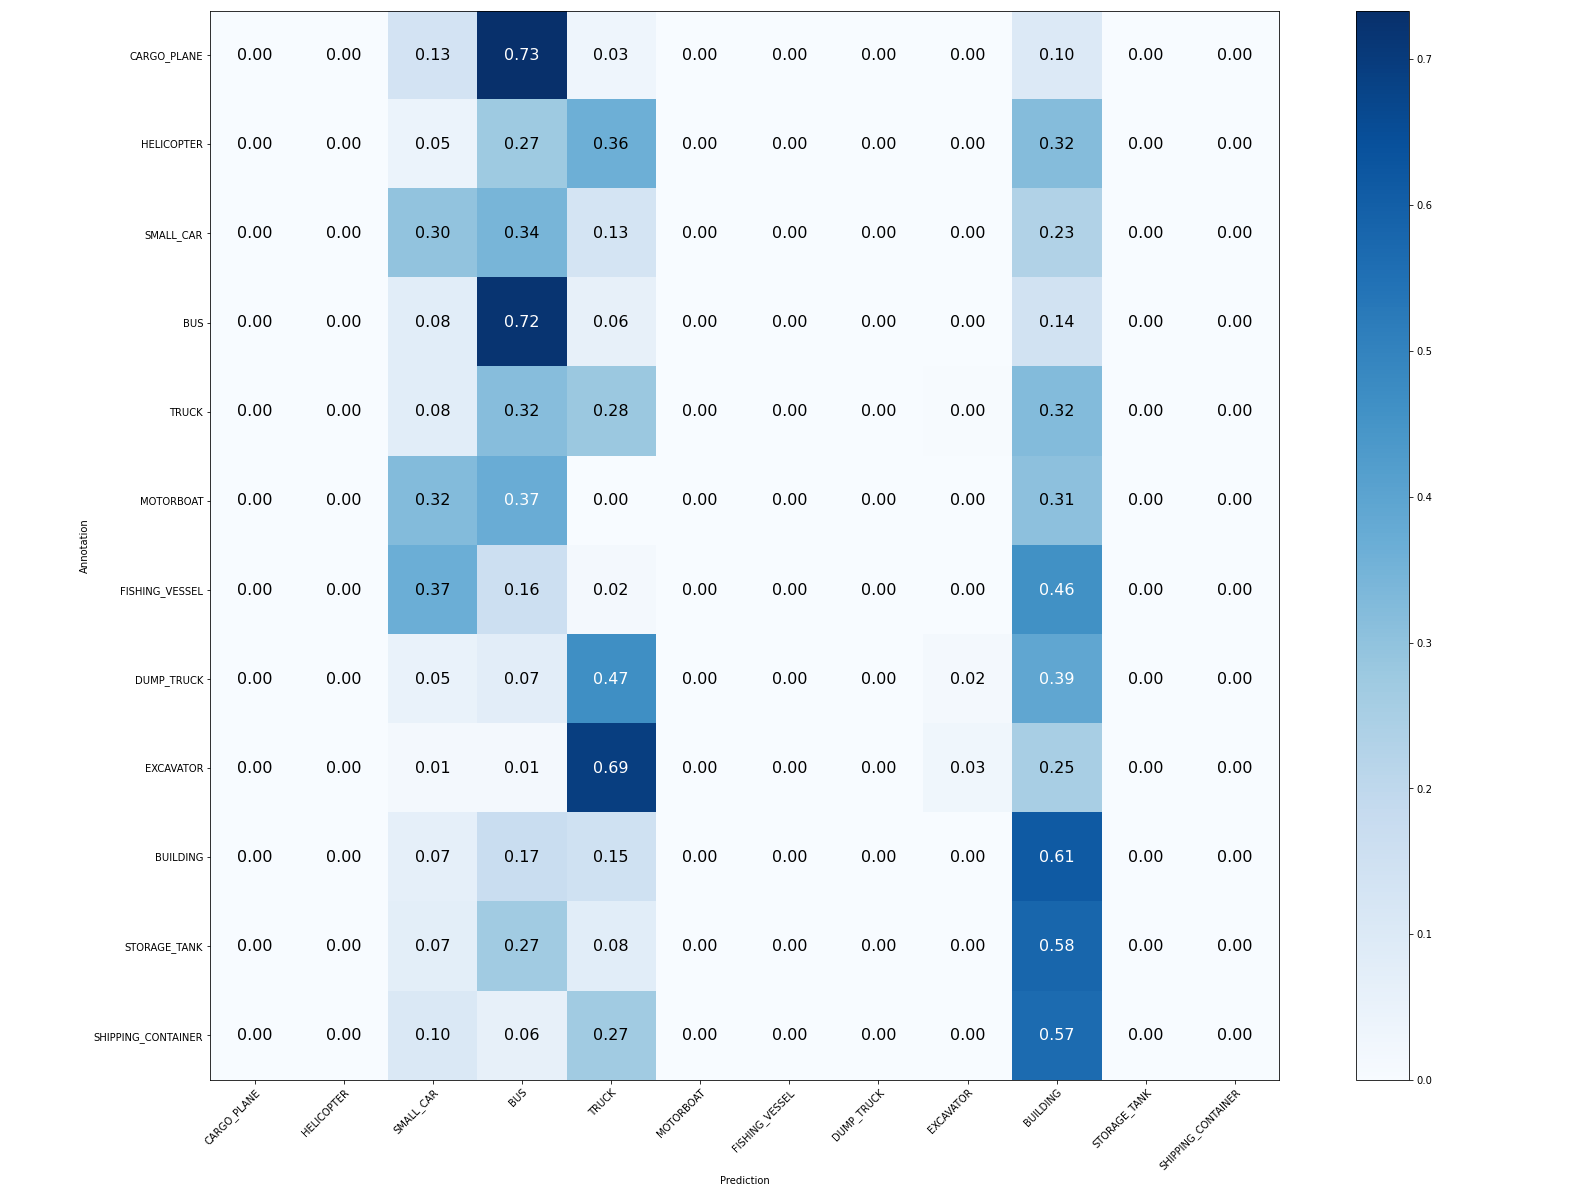 CARGO_PLANE 0.00 0.00 0.13 0.73 0.03 0.00 0.00 0.00 0.00 0.10 0.00 0.00
HELICOPTER 0.00 0.00 0.05 0.27 0.36 0.00 0.00 0.00 0.00 0.32 0.00 0.00
SMALL_CAR 0.00 0.00 0.30 0.34 0.13 0.00 0.00 0.00 0.00 0.23 0.00 0.00
BUS 0.00 0.00 0.08 0.72 0.06 0.00 0.00 0.00 0.00 0.14 0.00 0.00
TRUCK 0.00 0.00 0.08 0.32 0.28 0.00 0.00 0.00 0.00 0.32 0.00 0.00
MOTORBOAT 0.00 0.00 0.32 0.37 0.00 0.00 0.00 0.00 0.00 0.31 0.00 0.00
FISHING_VESSEL 0.00 0.00 0.37 0.16 0.02 0.00 0.00 0.00 0.00 0.46 0.00 0.00
DUMP_TRUCK 0.00 0.00 0.05 0.07 0.47 0.00 0.00 0.00 0.02 0.39 0.00 0.00
EXCAVATOR 0.00 0.00 0.01 0.01 0.69 0.00 0.00 0.00 0.03 0.25 0.00 0.00
BUILDING 0.00 0.00 0.07 0.17 0.15 0.00 0.00 0.00 0.00 0.61 0.00 0.00
STORAGE_TANK 0.00 0.00 0.07 0.27 0.08 0.00 0.00 0.00 0.00 0.58 0.00 0.00
SHIPPING_CONTAINER 0.00 0.00 0.10 0.06 0.27 0.00 0.00 0.00 0.00 0.57 0.00 0.00
Annotation
CARGO_PLANE HELICOPTER SMALL_CAR BUS TRUCK MOTORBOAT FISHING_VESSEL DUMP_TRUCK EXCAVATOR BUILDING STORAGE_TANK SHIPPING_CONTAINER
Prediction
0.7
0.6
0.5
0.4
0.3
0.2
0.1
0.0